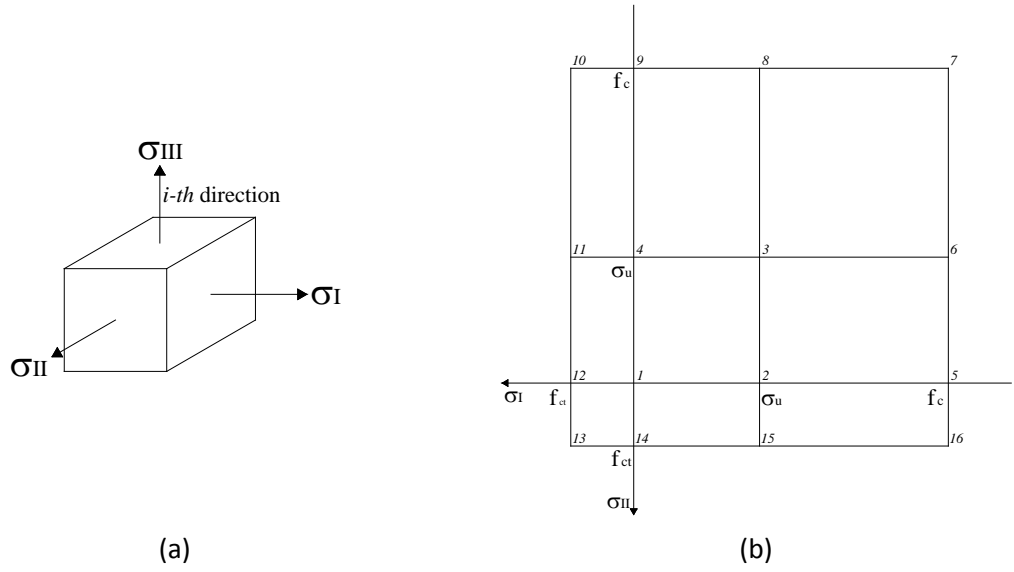 σIII
i-th direction
σI
σII
(a)
10 9 8 7
fc
11 4 3 6
σu
12 1 2 5
σI fct σu fc
13 14 15 16
fct
σII
(b)